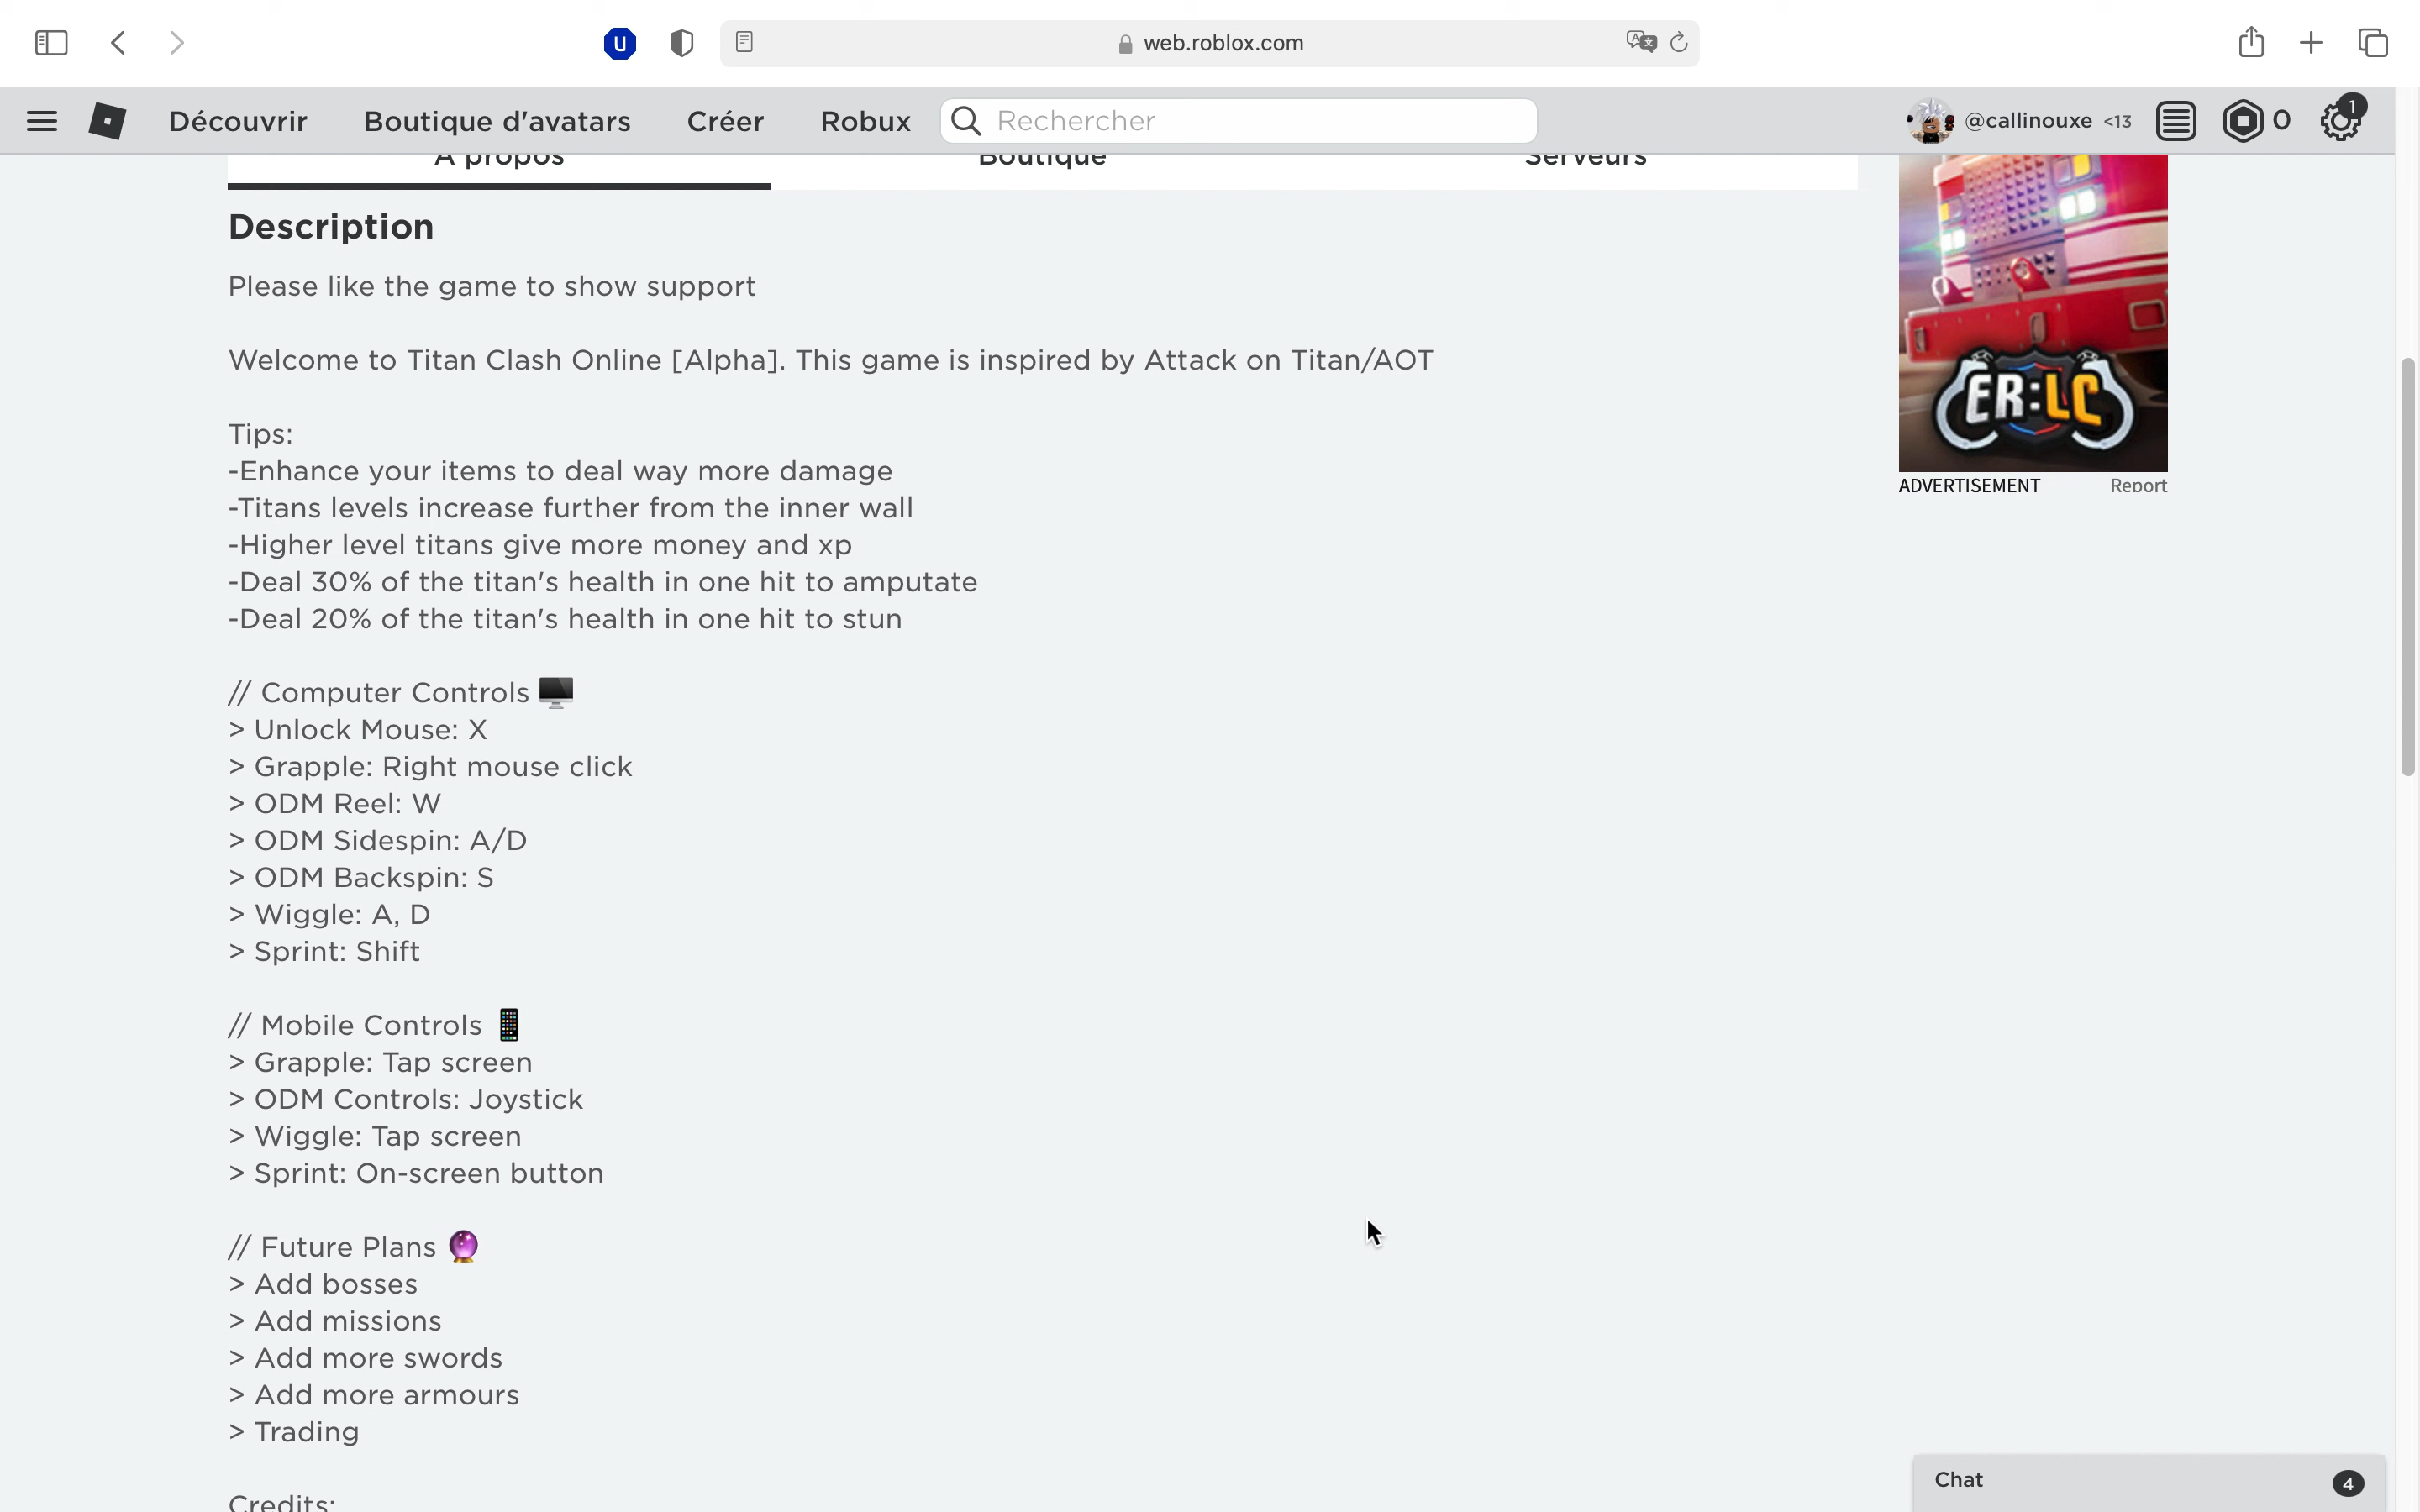 web.roblox.com
Découvrir
Boutique d'avatars
Créer
Robux
Rechercher
@callinouxe <13
0
1
À propos
Boutique
Serveurs
Description
Please like the game to show support
Welcome to Titan Clash Online [Alpha]. This game is inspired by Attack on Titan/AOT
Tips:
-Enhance your items to deal way more damage
-Titans levels increase further from the inner wall
-Higher level titans give more money and xp
-Deal 30% of the titan's health in one hit to amputate
-Deal 20% of the titan's health in one hit to stun
// Computer Controls 🖥️
> Unlock Mouse: X
> Grapple: Right mouse click
> ODM Reel: W
> ODM Sidespin: A/D
> ODM Backspin: S
> Wiggle: A, D
> Sprint: Shift
// Mobile Controls 📱
> Grapple: Tap screen
> ODM Controls: Joystick
> Wiggle: Tap screen
> Sprint: On-screen button
// Future Plans 🔮
> Add bosses
> Add missions
> Add more swords
> Add more armours
> Trading
Credits:
ER:LC
ADVERTISEMENT
Report
Chat
4